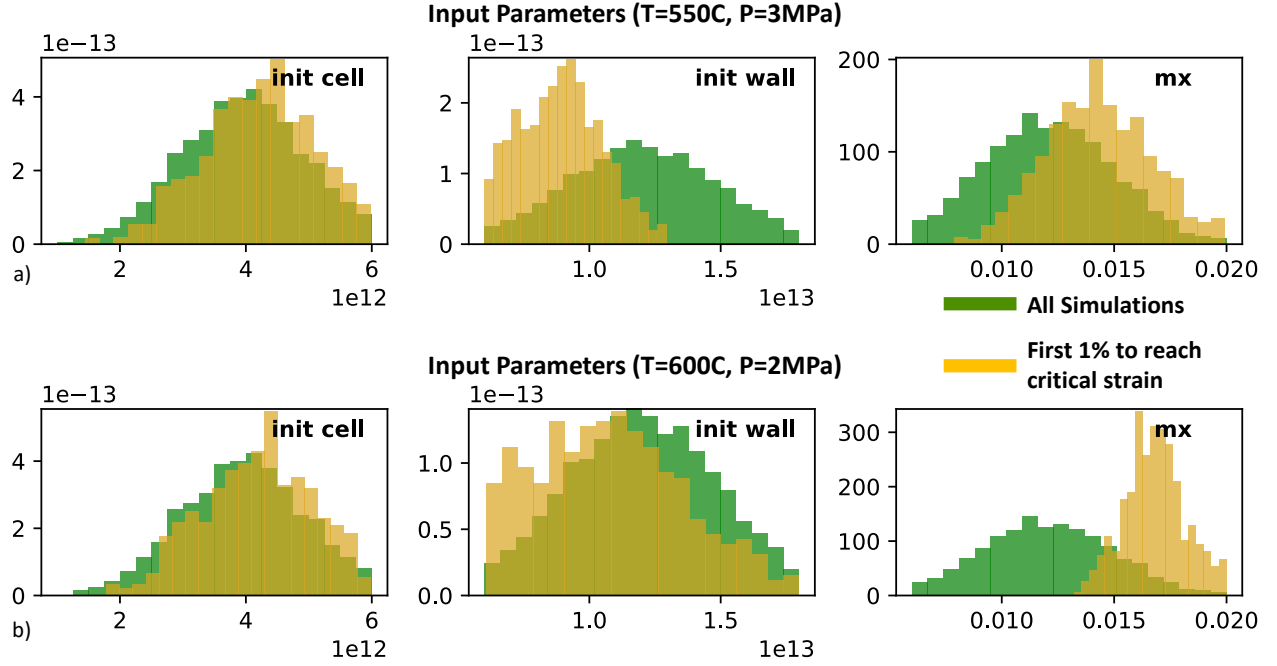 Input Parameters (T=550C, P=3MPa)
1e−13
1e−13
init cell
init wall
mx
4
2
0
2
1
0
200
100
0
2
4
6
1.0
1.5
0.010
0.015
0.020
a)
1e12
1e13
All Simulations
First 1% to reach
critical strain
Input Parameters (T=600C, P=2MPa)
1e−13
1e−13
init cell
init wall
mx
4
2
0
1.0
0.5
0.0
300
200
100
0
2
4
6
1.0
1.5
0.010
0.015
0.020
b)
1e12
1e13